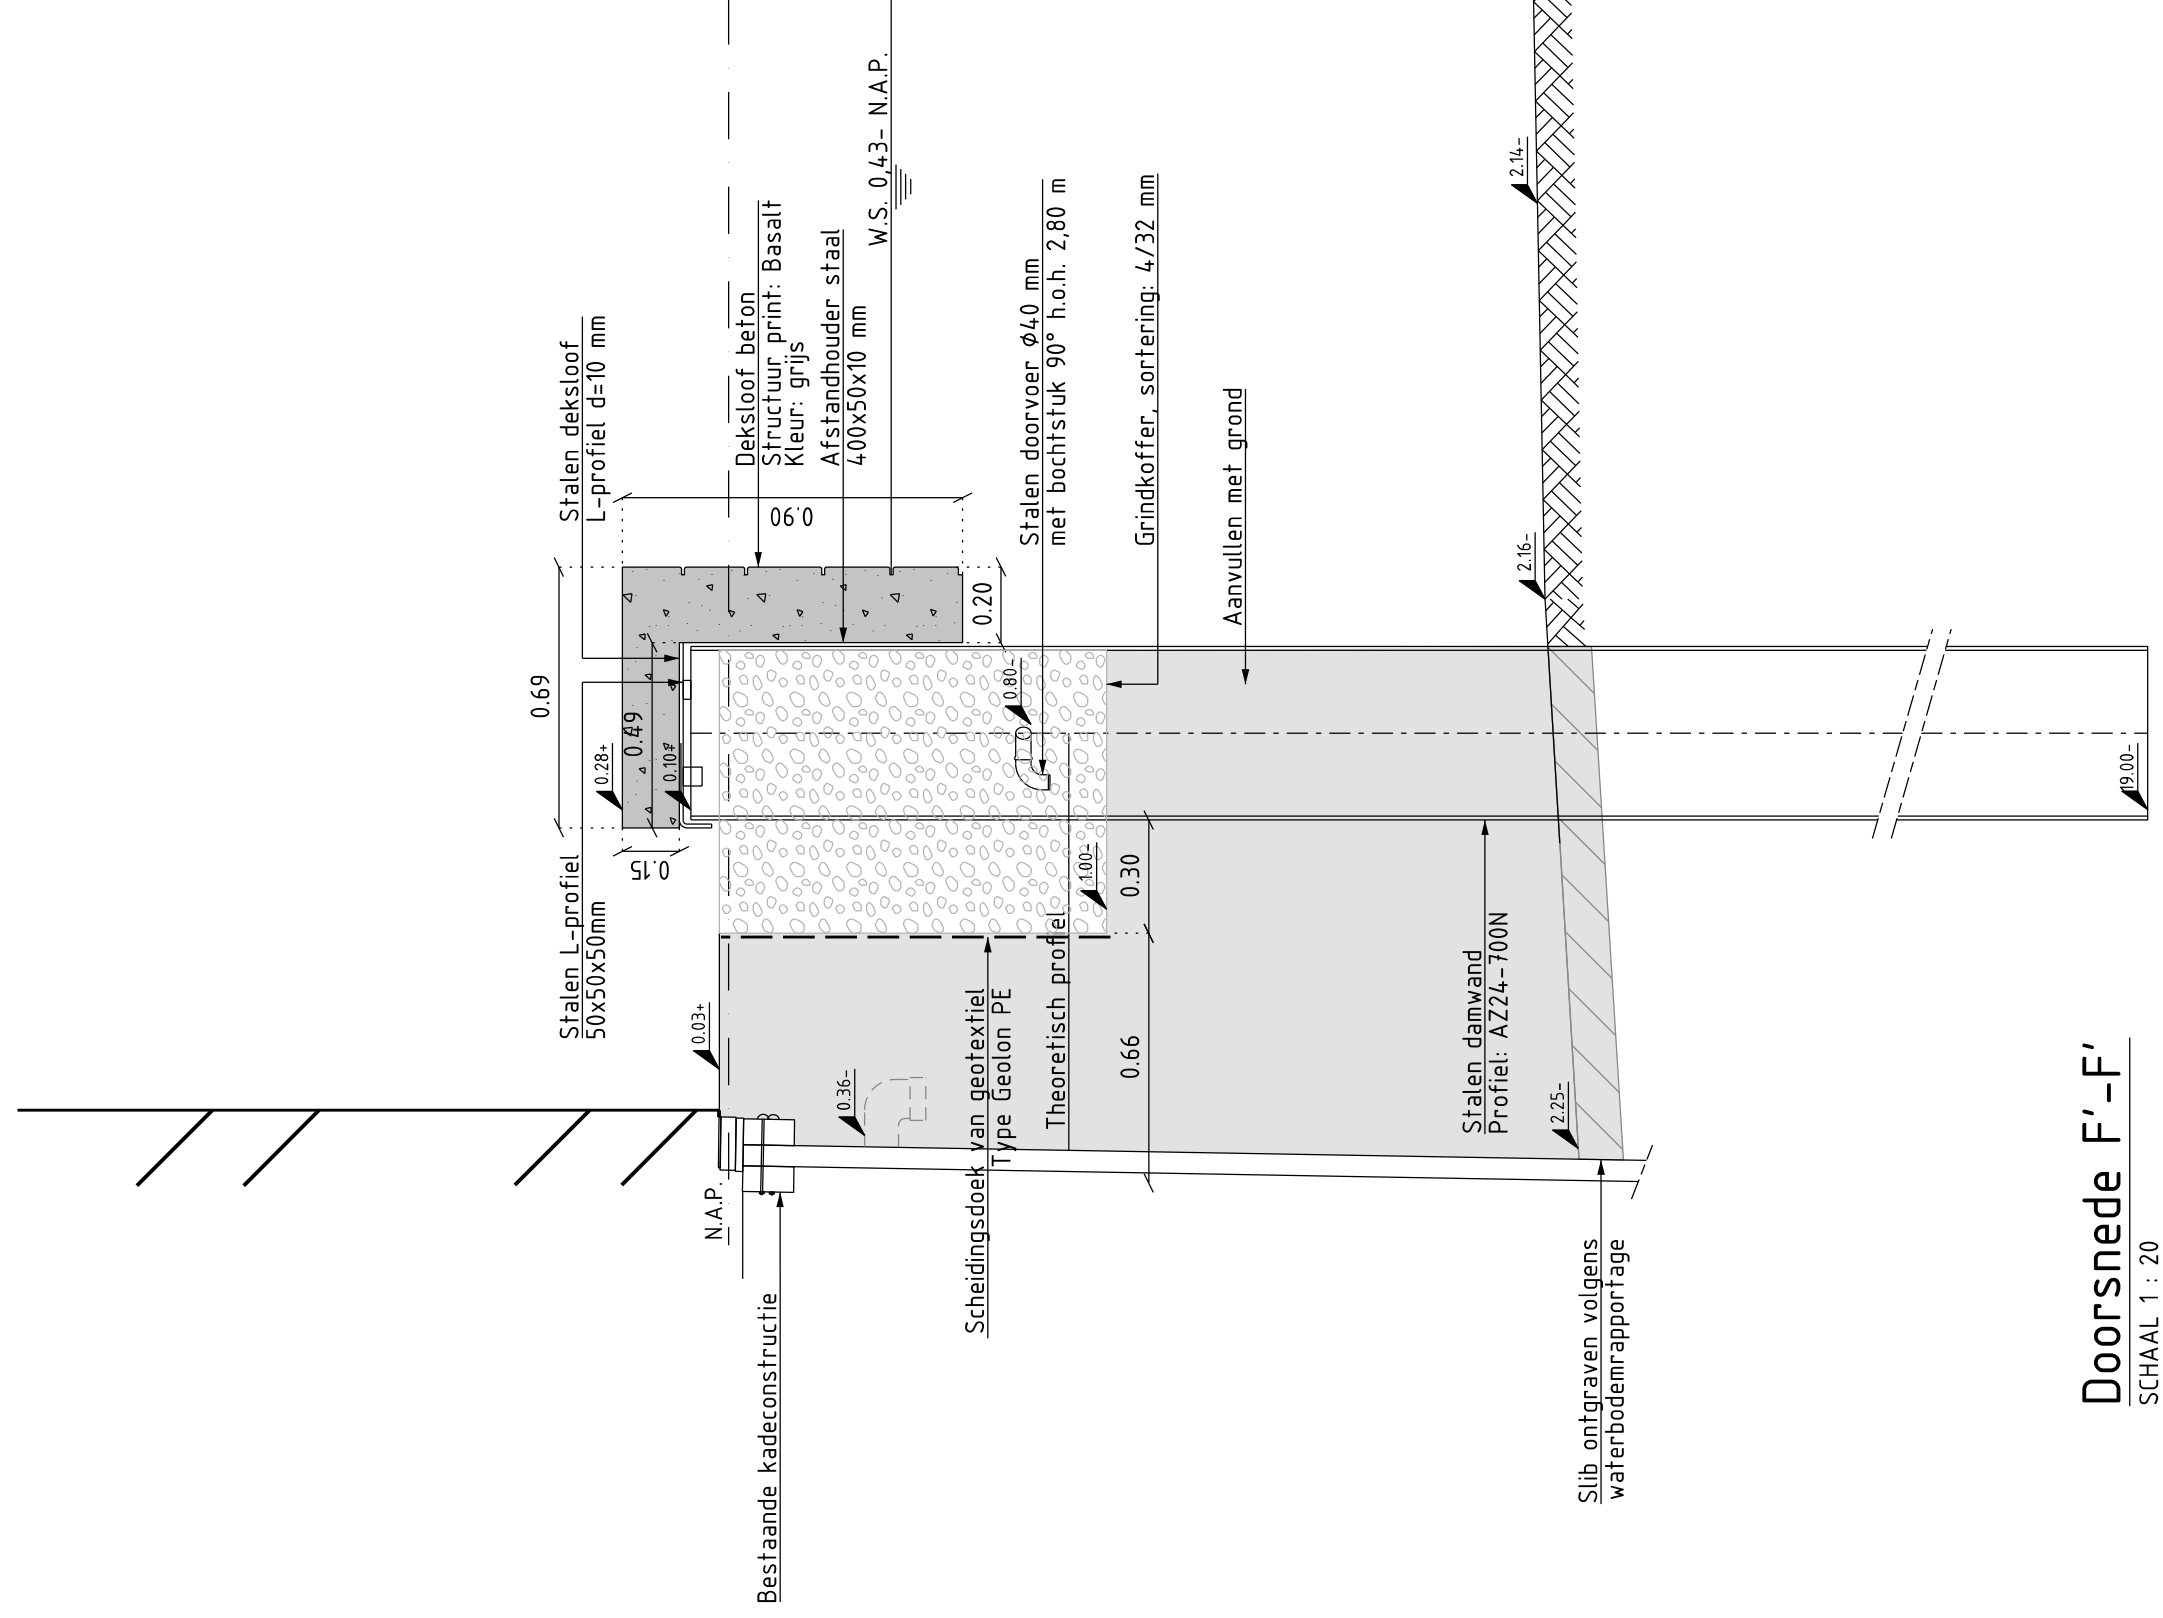 Stalen deksloof
L-profiel d=10 mm
Stalen L-profiel
50x50x50mm
0.69
0.49
0.28+
0.10+
0.15
0.90
0.20
Deksloof beton
Structuur print: Basalt
Kleur: grijs
Afstandhouder staal
400x50x10 mm
W.S. 0,43- N.A.P.
Stalen doorvoer ϕ40 mm
met bochtstuk 90° h.o.h. 2,80 m
0.80-
Grindkoffer, sortering: 4/32 mm
Aanvullen met grond
1.00-
0.30
0.66
0.03+
0.36-
N.A.P.
Bestaande kadeconstructie
Scheidingsdoek van geotextiel
Type Geolon PE
Theoretisch profiel
Stalen damwand
Profiel: AZ24-700N
2.14-
2.16-
2.25-
Slib ontgraven volgens
waterbodemrapportage
19.00-
Doorsnede F'-F'
SCHAAL 1 : 20